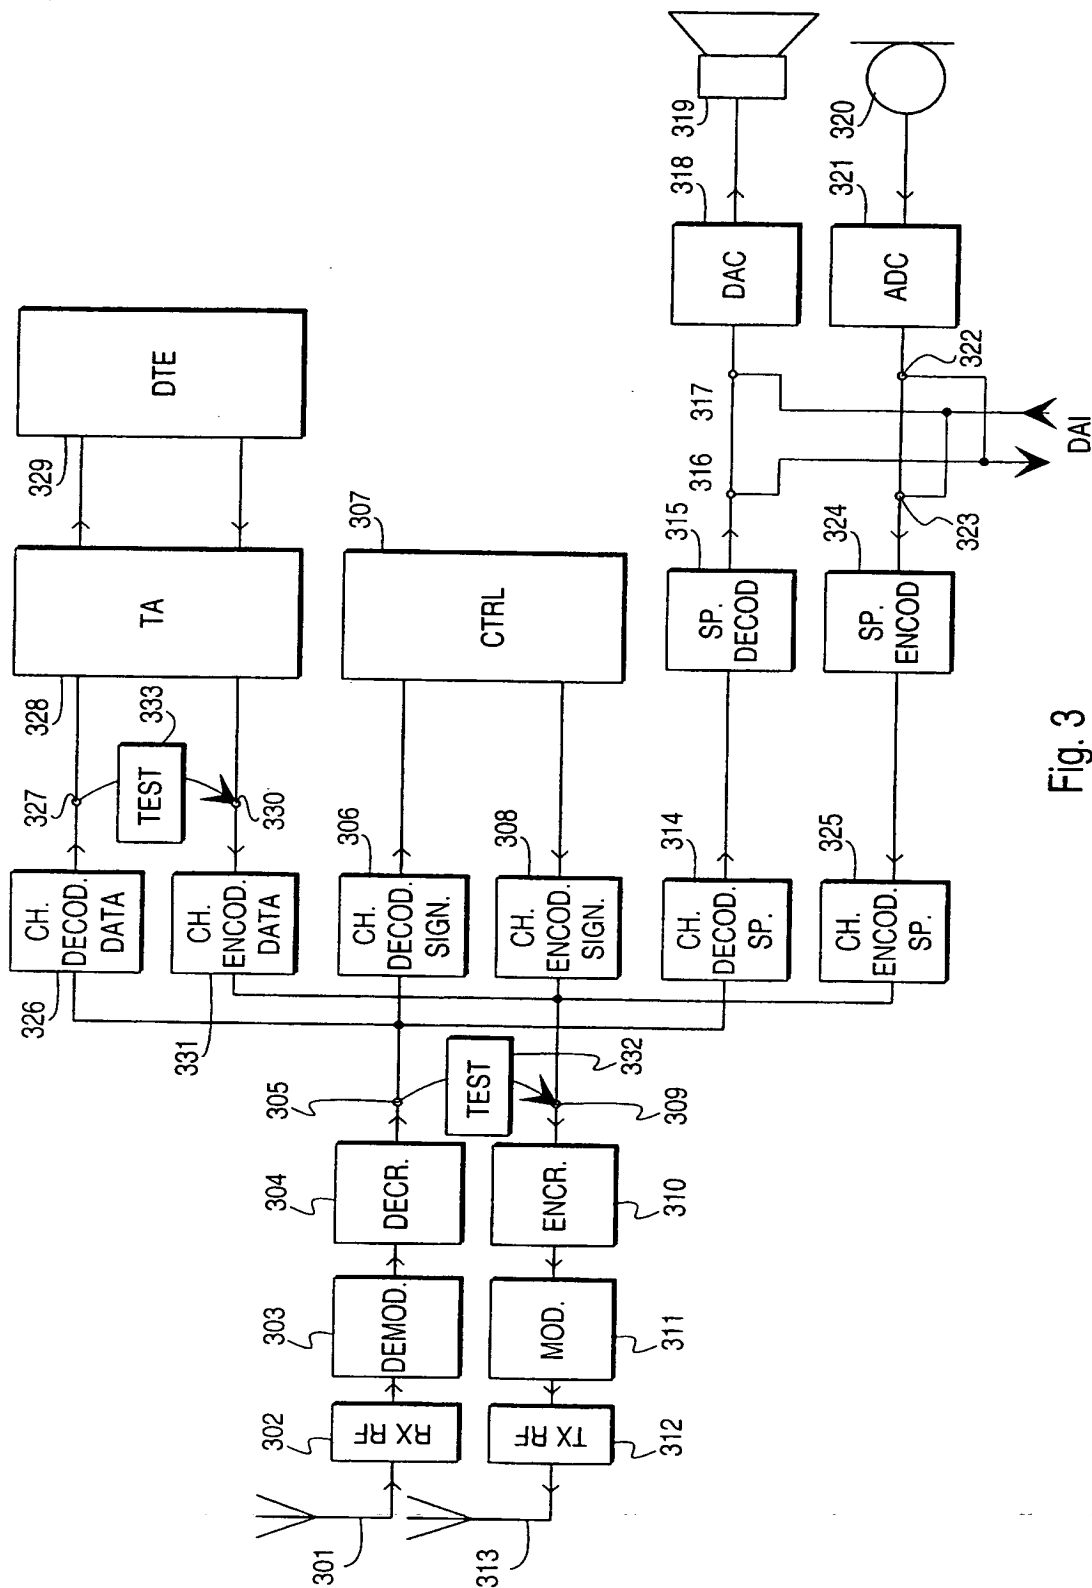 329
DTE
328
TA
333
TEST
327
330
326
CH.
DECOD.
DATA
331
CH.
ENCOD.
DATA
307
CTRL
306
CH.
DECOD.
SIGN.
308
CH.
ENCOD.
SIGN.
305
TEST
332
309
304
DECR.
303
DEMOD.
302
RX RF
301
ENCR.
310
MOD.
311
TX RF
312
313
314
CH.
DECOD.
SP.
315
SP.
DECOD
316
317
318
DAC
319
320
321
ADC
322
323
324
SP.
ENCOD
325
CH.
ENCOD.
SP.
DAI
Fig. 3